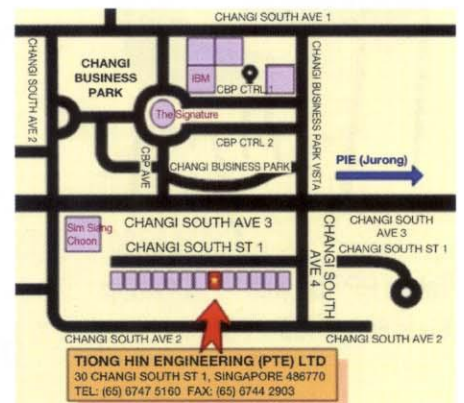 CHANGI SOUTH AVE 1
CHANGI SOUTH AVE 2
CHANGI
BUSINESS
PARK
IBM
CBP CTRL 1
The Signature
CHANGI BUSINESS PARK VISTA
CBP CTRL 2
CBP AVE
CHANGI BUSINESS PARK
PIE (Jurong)
Sim Siang
Choon
CHANGI SOUTH AVE 3
CHANGI SOUTH ST 1
CHANGI SOUTH
AVE 4
CHANGI SOUTH
AVE 3
CHANGI SOUTH ST 1
CHANGI SOUTH AVE 2
CHANGI SOUTH AVE 2
TIONG HIN ENGINEERING (PTE) LTD
30 CHANGI SOUTH ST 1, SINGAPORE 486770
TEL: (65) 6747 5160 FAX: (65) 6744 2903